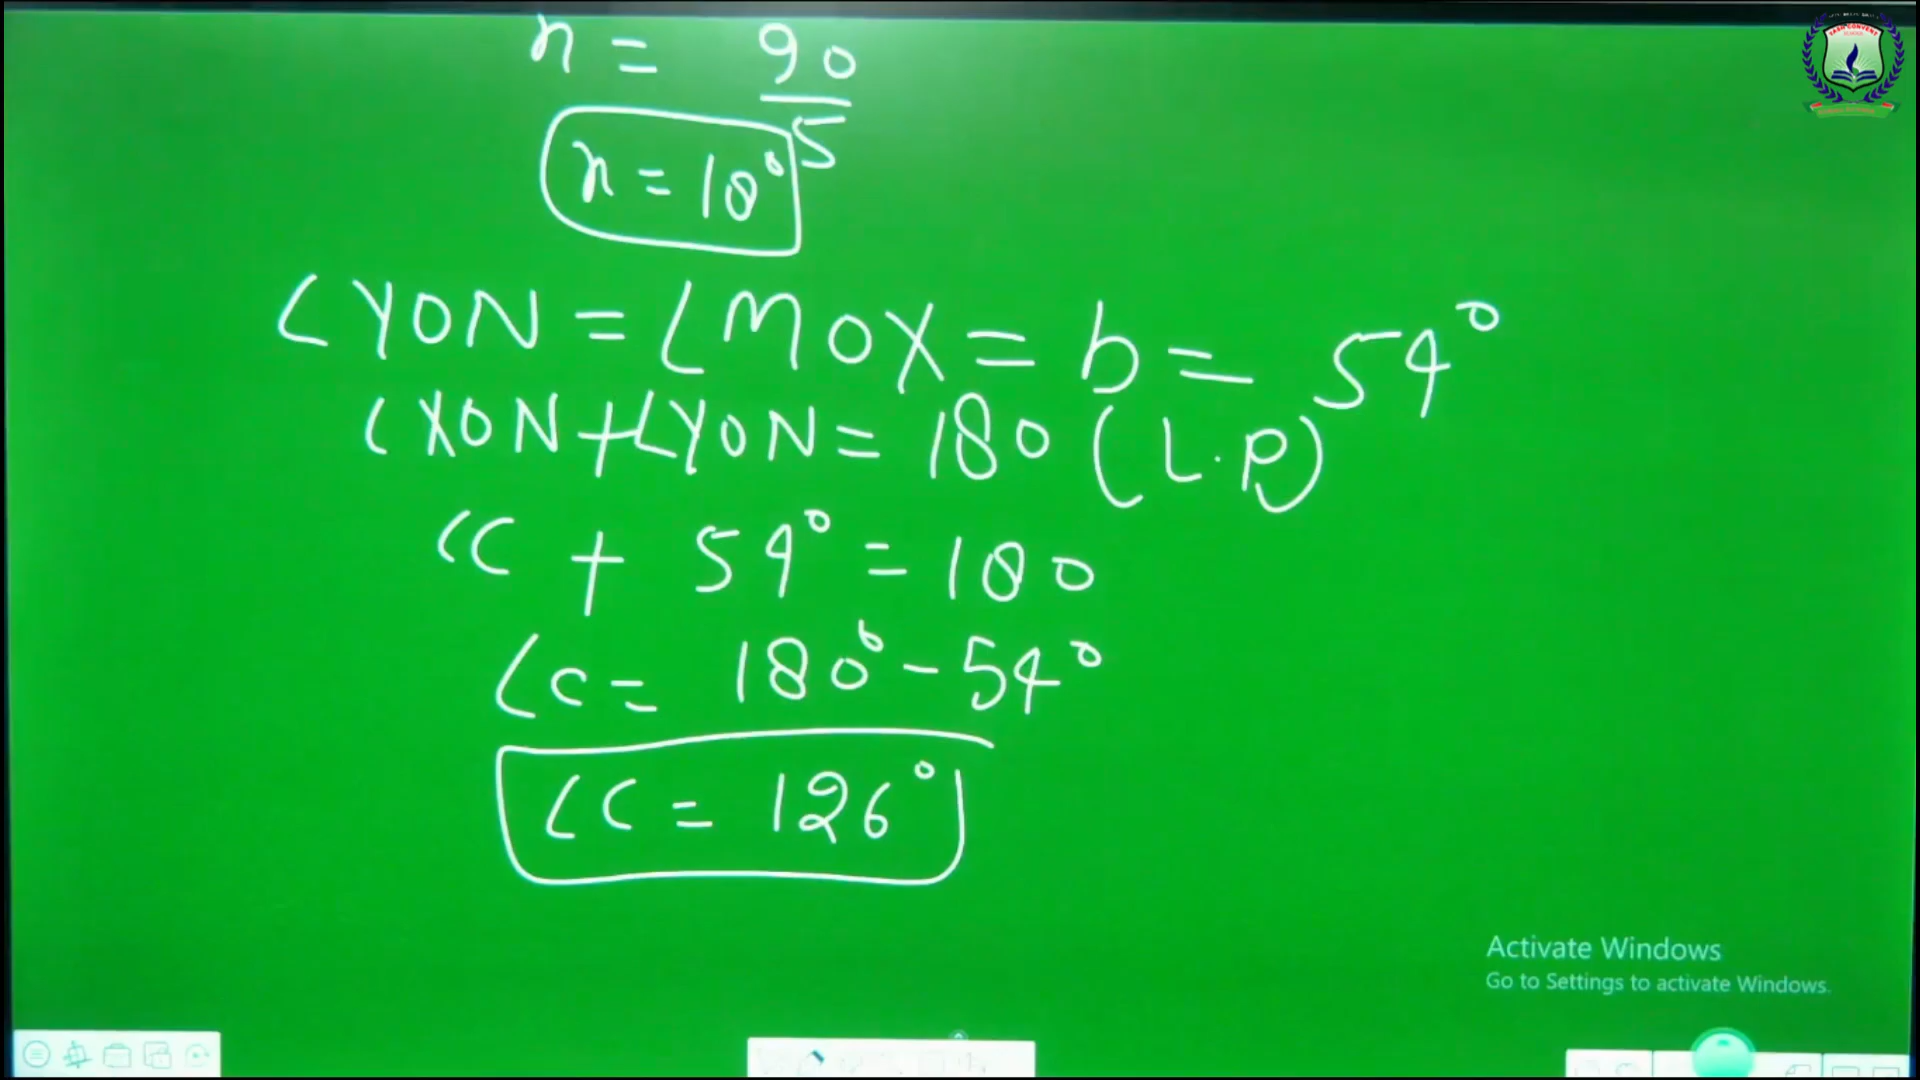 x = 90/5
x = 18°
∠YON = ∠MOX = b = 54°
∠XON + ∠YON = 180 (L.P)
∠C + 54° = 180
∠C = 180° - 54°
∠C = 126°
Activate Windows
Go to Settings to activate Windows.